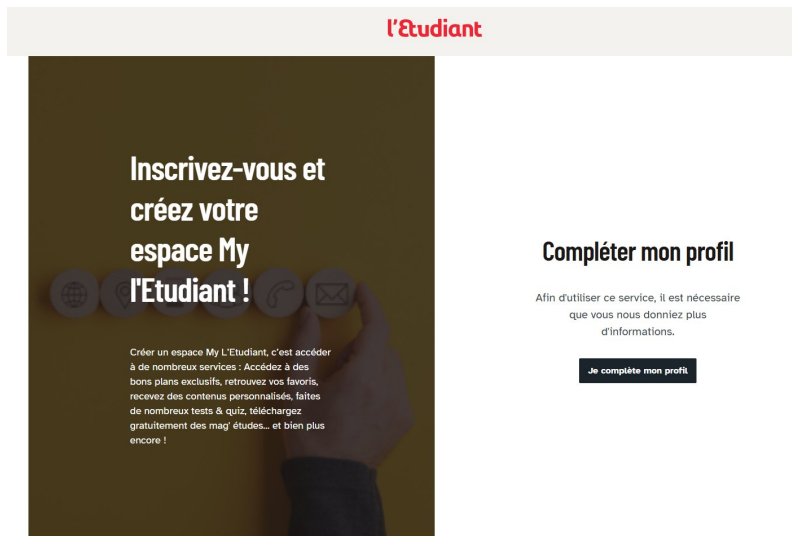 l'Etudiant
Inscrivez-vous et
créez votre
espace My
l'Etudiant !
Créer un espace My L'Etudiant, c'est accéder
à de nombreux services : Accédez à des
bons plans exclusifs, retrouvez vos favoris,
recevez des contenus personnalisés, faites
de nombreux tests & quiz, téléchargez
gratuitement des mag' études... et bien plus
encore !
Compléter mon profil
Afin d'utiliser ce service, il est nécessaire
que vous nous donniez plus
d'informations.
Je complète mon profil